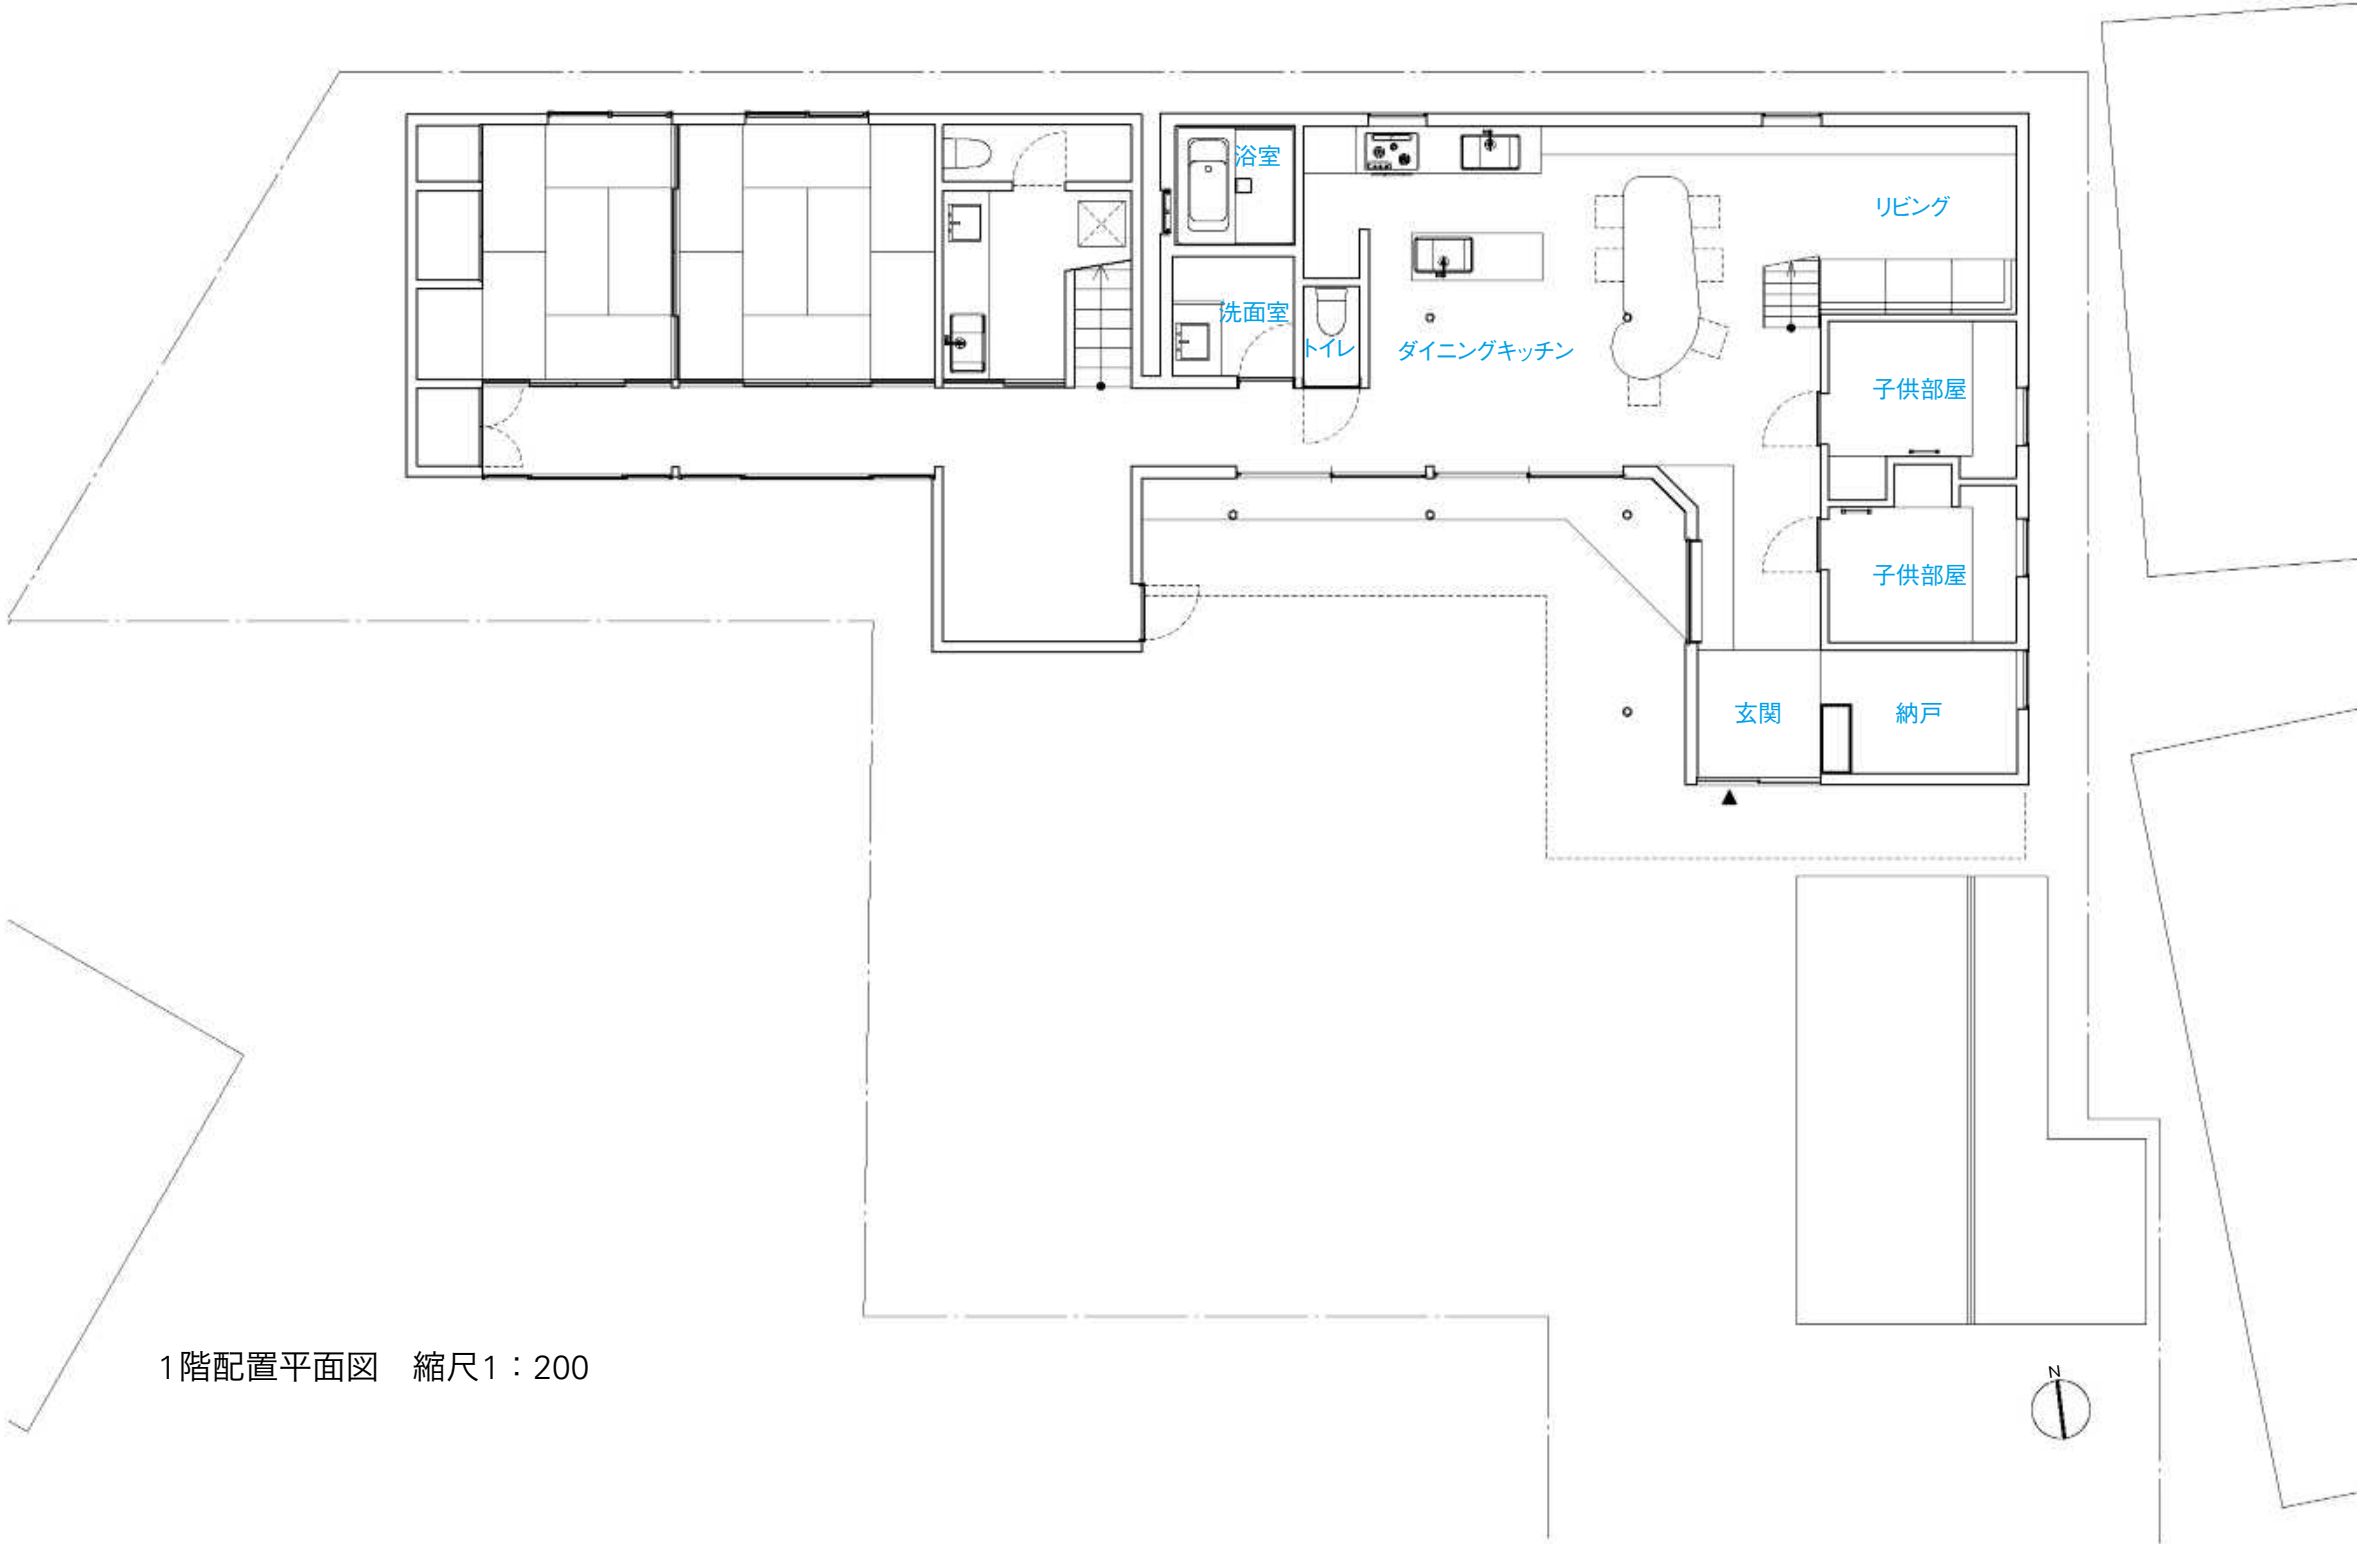 浴室
リビング
洗面室
トイレ
ダイニングキッチン
子供部屋
子供部屋
玄関
納戸
1階配置平面図　縮尺1：200
N